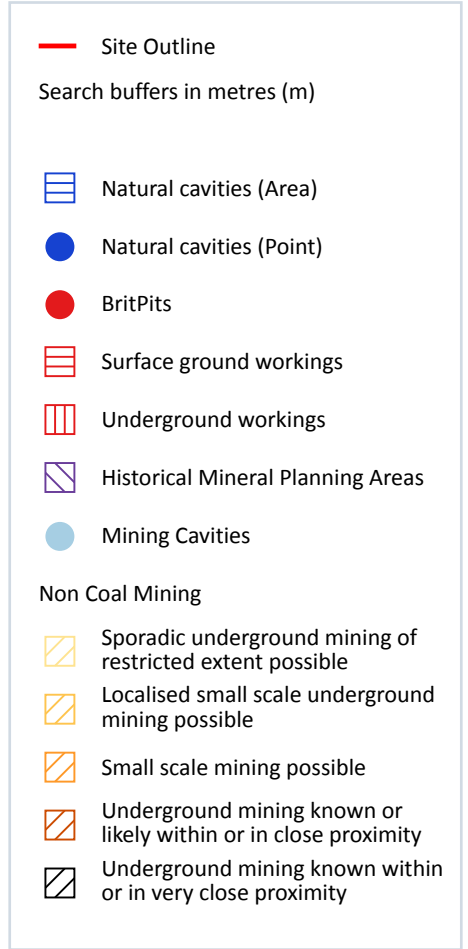 Site Outline
Search buffers in metres (m)
Natural cavities (Area)
Natural cavities (Point)
BritPits
Surface ground workings
Underground workings
Historical Mineral Planning Areas
Mining Cavities
Non Coal Mining
Sporadic underground mining of
restricted extent possible
Localised small scale underground
mining possible
Small scale mining possible
Underground mining known or
likely within or in close proximity
Underground mining known within
or in very close proximity